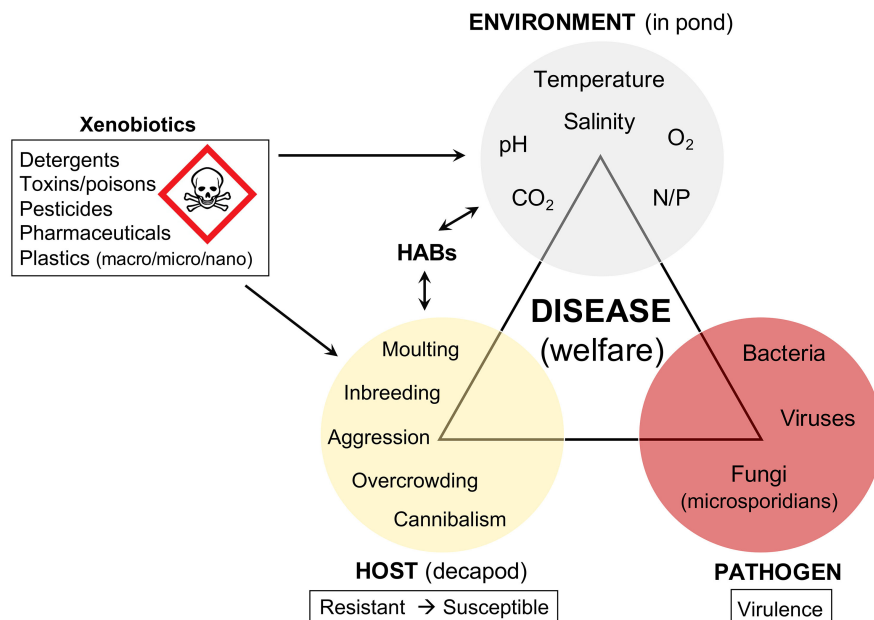 ENVIRONMENT (in pond)
Temperature
Salinity
pH
O₂
CO₂
N/P
Xenobiotics
Detergents
Toxins/poisons
Pesticides
Pharmaceuticals
Plastics (macro/micro/nano)
HABs
DISEASE
(welfare)
Moulting
Inbreeding
Aggression
Overcrowding
Cannibalism
HOST (decapod)
Resistant → Susceptible
Bacteria
Viruses
Fungi
(microsporidians)
PATHOGEN
Virulence